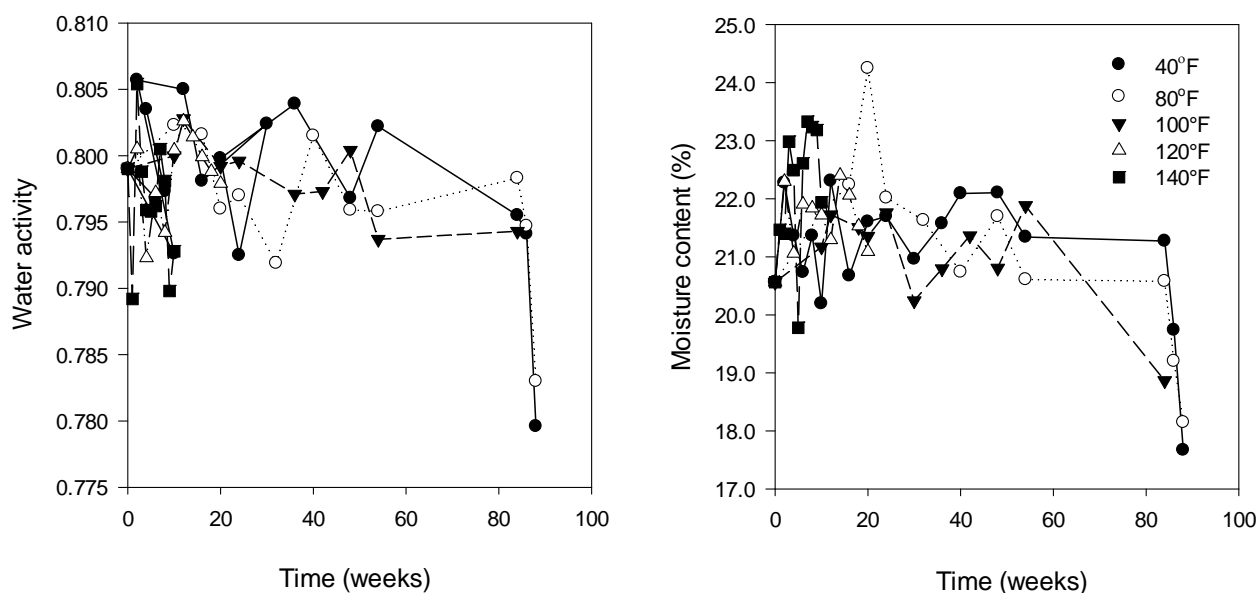 0.810
0.805
0.800
0.795
0.790
0.785
0.780
0.775
Water activity
0 20 40 60 80 100
Time (weeks)
25.0
24.0
23.0
22.0
21.0
20.0
19.0
18.0
17.0
Moisture content (%)
0 20 40 60 80 100
Time (weeks)
40°F
80°F
100°F
120°F
140°F